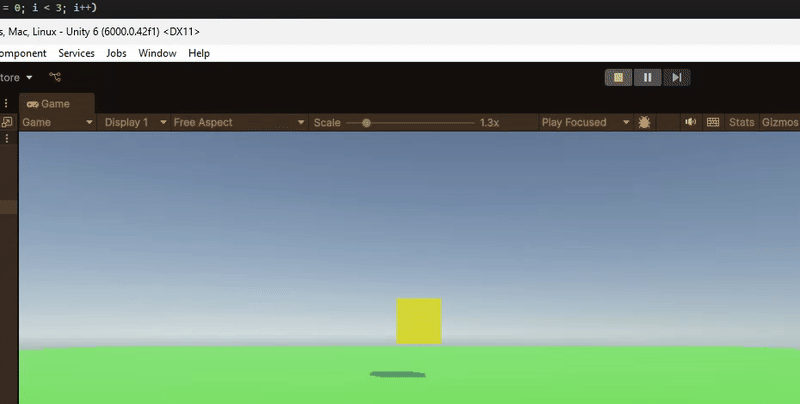 = 0; i < 3; i++)
s, Mac, Linux - Unity 6 (6000.0.42f1) <DX11>
omponent Services Jobs Window Help
tore
Game
Game Display 1 Free Aspect Scale 1.3x Play Focused Stats Gizmos